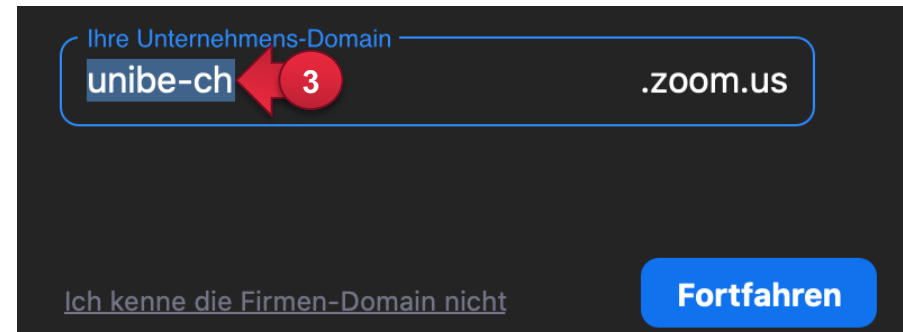 Ihre Unternehmens-Domain
unibe-ch 3 .zoom.us
Ich kenne die Firmen-Domain nicht Fortfahren